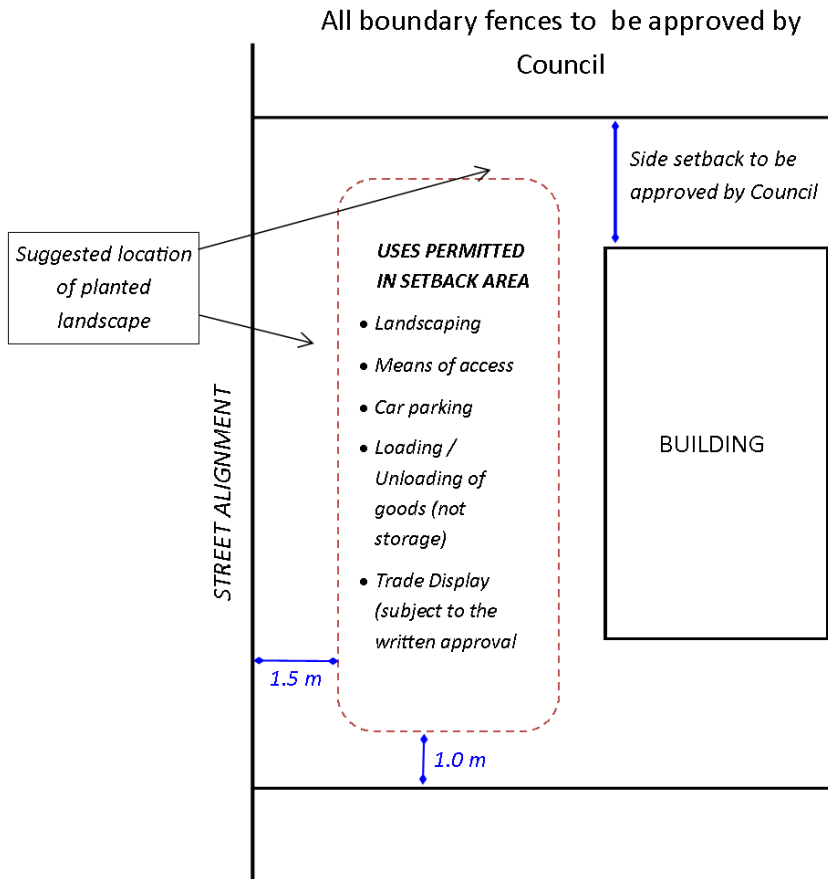 All boundary fences to be approved by
Council
Side setback to be
approved by Council
Suggested location
of planted
landscape
USES PERMITTED
IN SETBACK AREA
• Landscaping
• Means of access
• Car parking
• Loading /
Unloading of
goods (not
storage)
• Trade Display
(subject to the
written approval
BUILDING
STREET ALIGNMENT
1.5 m
1.0 m